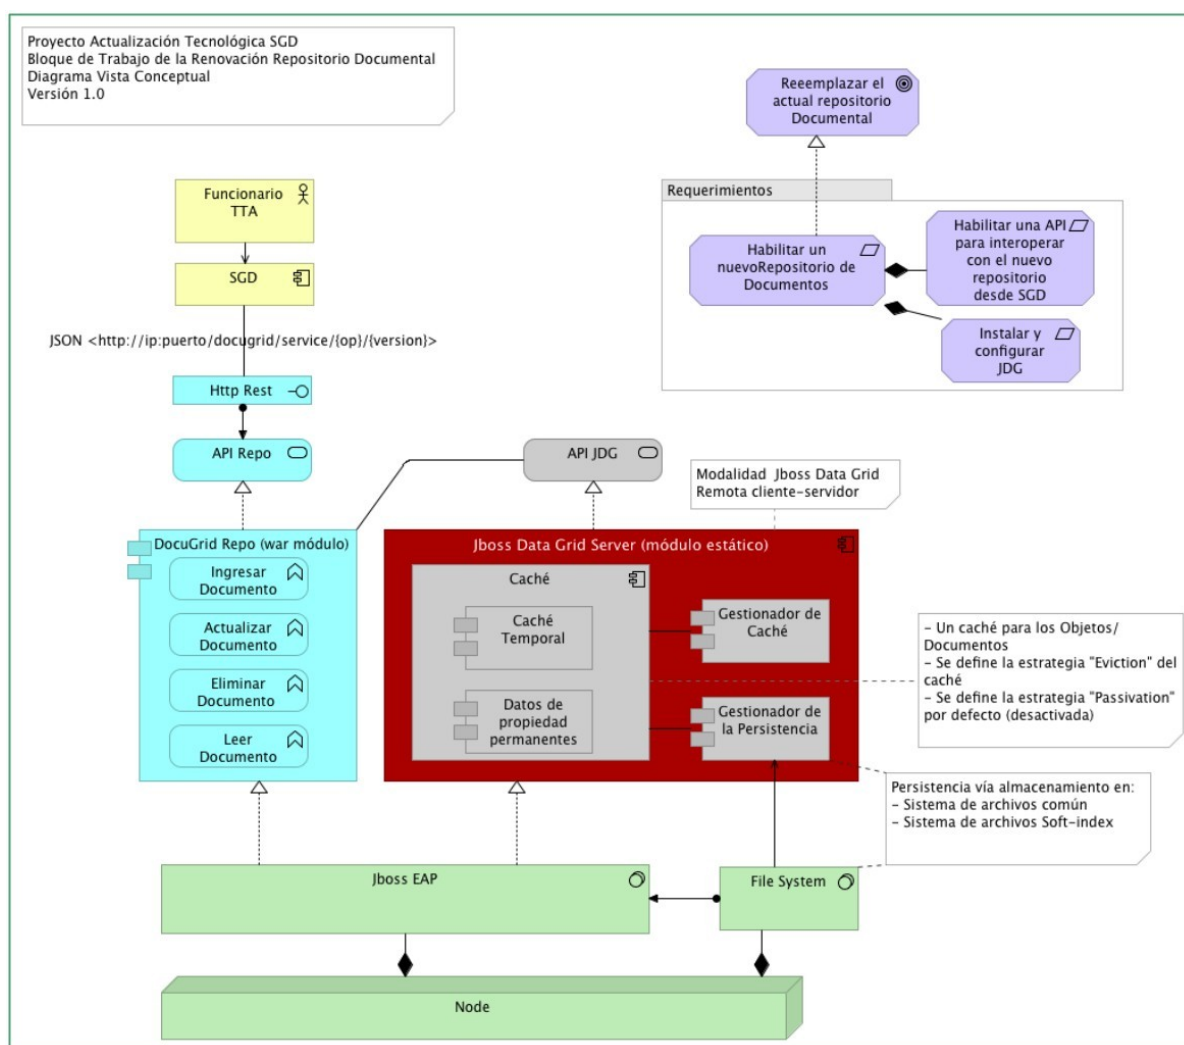 Proyecto Actualización Tecnológica SGD
Bloque de Trabajo de la Renovación Repositorio Documental
Diagrama Vista Conceptual
Versión 1.0
Reeemplazar el
actual repositorio
Documental
Requerimientos
Habilitar un
nuevoRepositorio de
Documentos
Habilitar una API
para interoperar
con el nuevo
repositorio
desde SGD
Instalar y
configurar
JDG
Funcionario
TTA
SGD
JSON <http://ip:puerto/docugrid/service/{op}/{version}>
Http Rest
API Repo
API JDG
Modalidad Jboss Data Grid
Remota cliente-servidor
DocuGrid Repo (war módulo)
Ingresar
Documento
Actualizar
Documento
Eliminar
Documento
Leer
Documento
Jboss Data Grid Server (módulo estático)
Caché
Caché
Temporal
Datos de
propiedad
permanentes
Gestionador de
Caché
Gestionador de
la Persistencia
- Un caché para los Objetos/
Documentos
- Se define la estrategia "Eviction" del
caché
- Se define la estrategia "Passivation"
por defecto (desactivada)
Persistencia vía almacenamiento en:
- Sistema de archivos común
- Sistema de archivos Soft-index
Jboss EAP
File System
Node